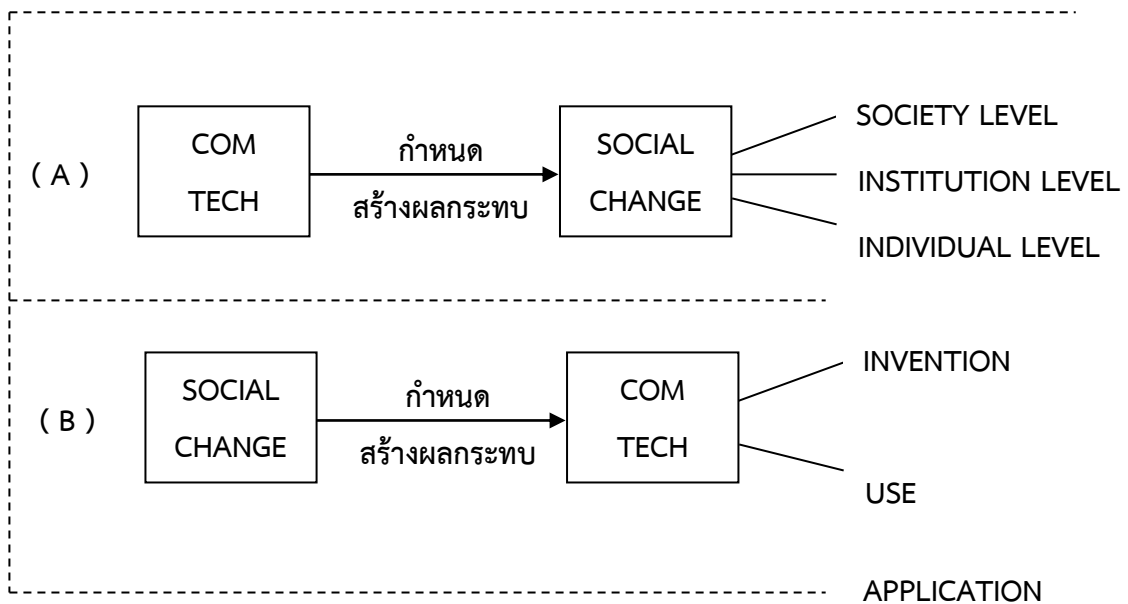 ( A )
COM
TECH
กำหนด
สร้างผลกระทบ
SOCIAL
CHANGE
SOCIETY LEVEL
INSTITUTION LEVEL
INDIVIDUAL LEVEL
( B )
SOCIAL
CHANGE
กำหนด
สร้างผลกระทบ
COM
TECH
INVENTION
USE
APPLICATION